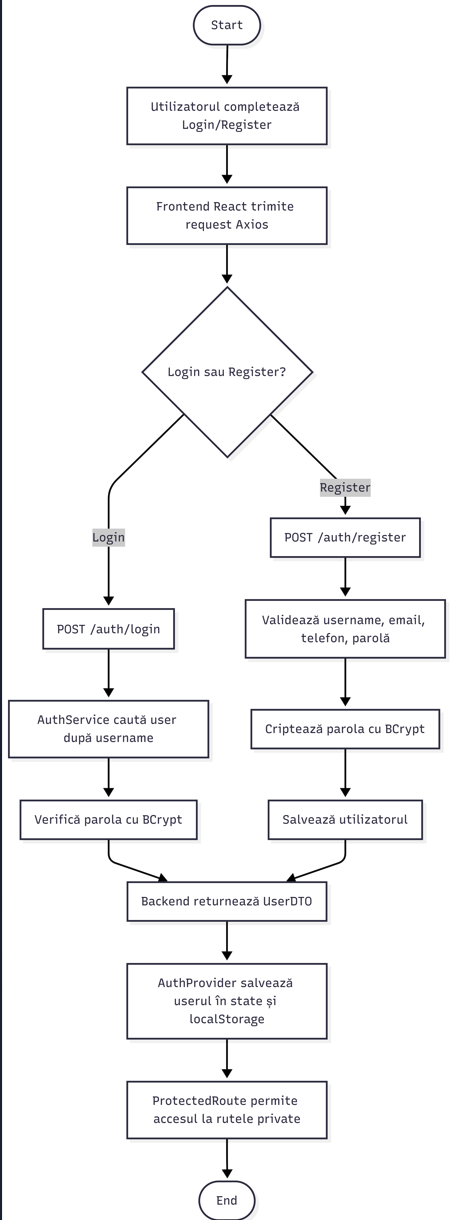 Start
Utilizatorul completează
Login/Register
Frontend React trimite
request Axios
Login sau Register?
Login
POST /auth/login
AuthService caută user
după username
Verifică parola cu BCrypt
Register
POST /auth/register
Validează username, email,
telefon, parolă
Criptează parola cu BCrypt
Salvează utilizatorul
Backend returnează UserDTO
AuthProvider salvează
userul în state și
localStorage
ProtectedRoute permite
accesul la rutele private
End